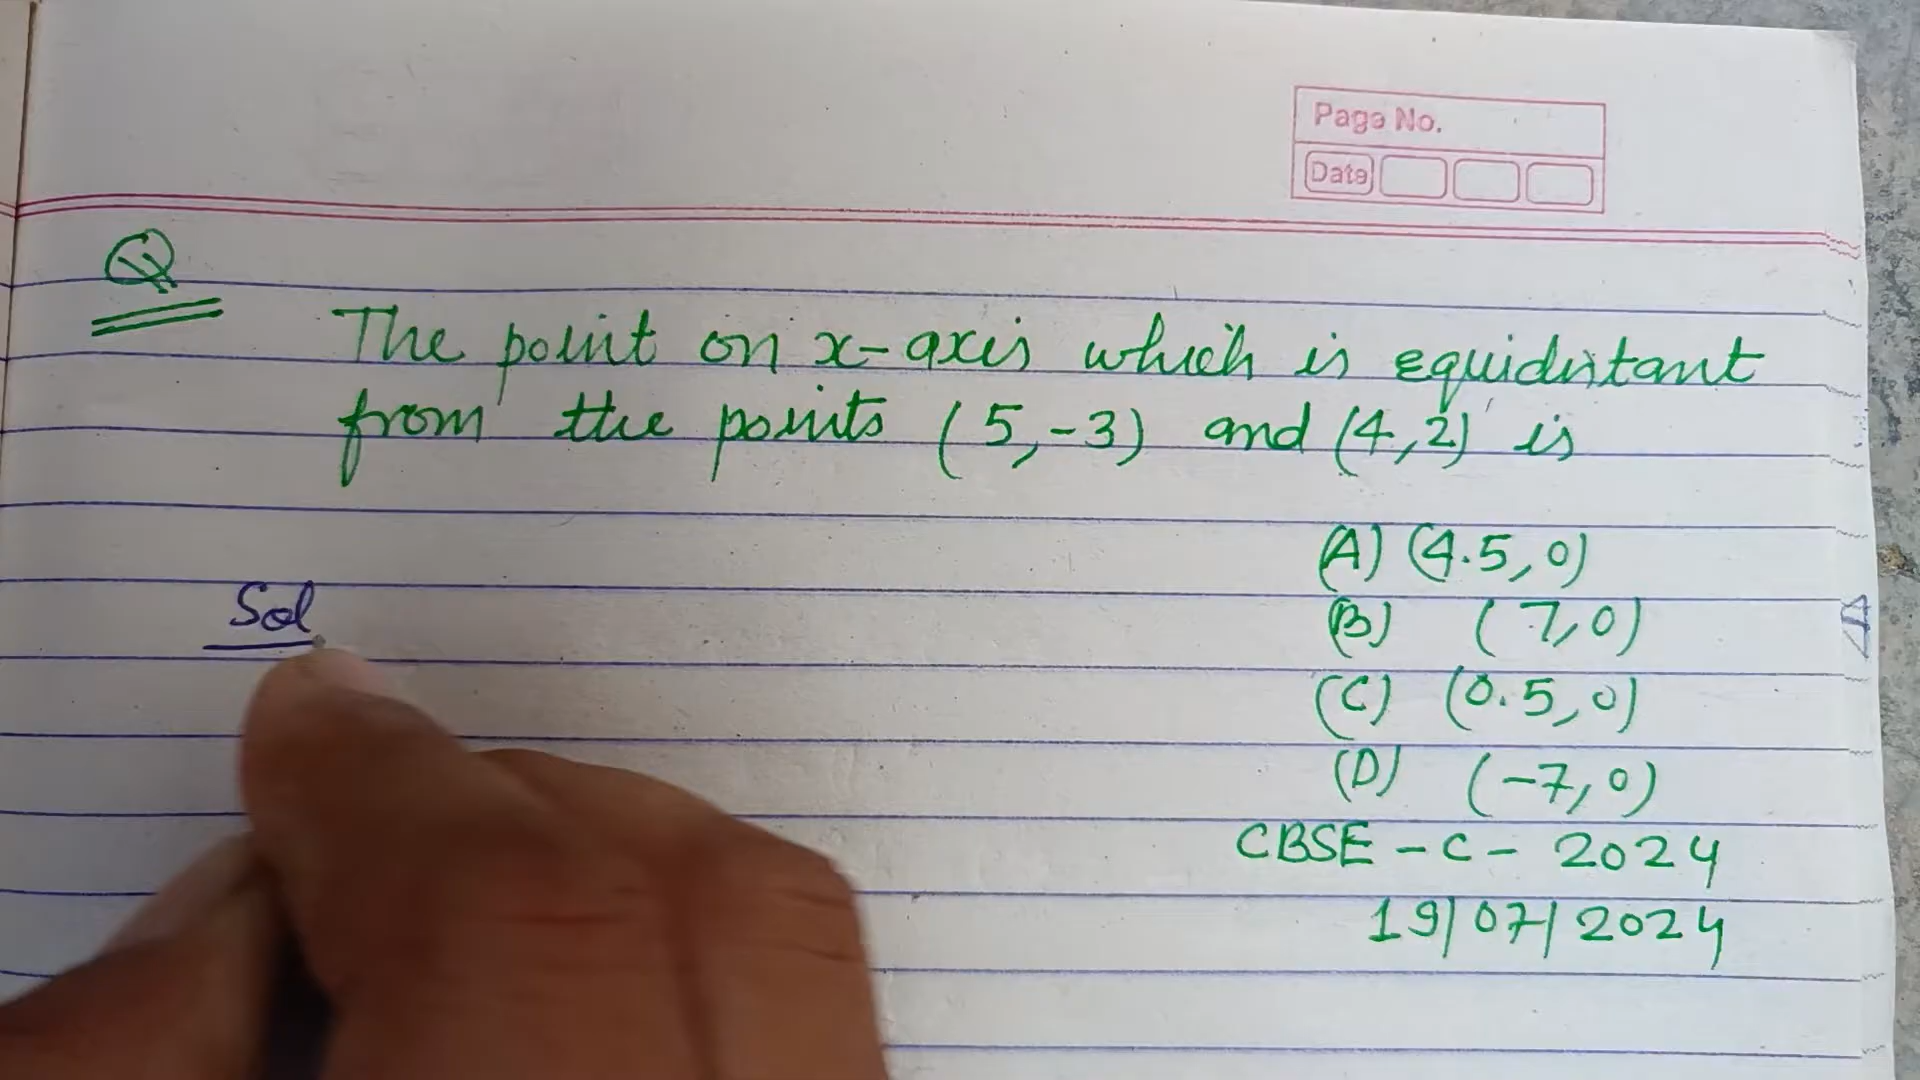 Page No.
Date
Q
The point on x-axis which is equidistant
from the points (5,-3) and (4,2) is
(A) (4.5,0)
(B) (7,0)
Sol
(C) (0.5,0)
(D) (-7,0)
CBSE-C-2024
19/07/2024